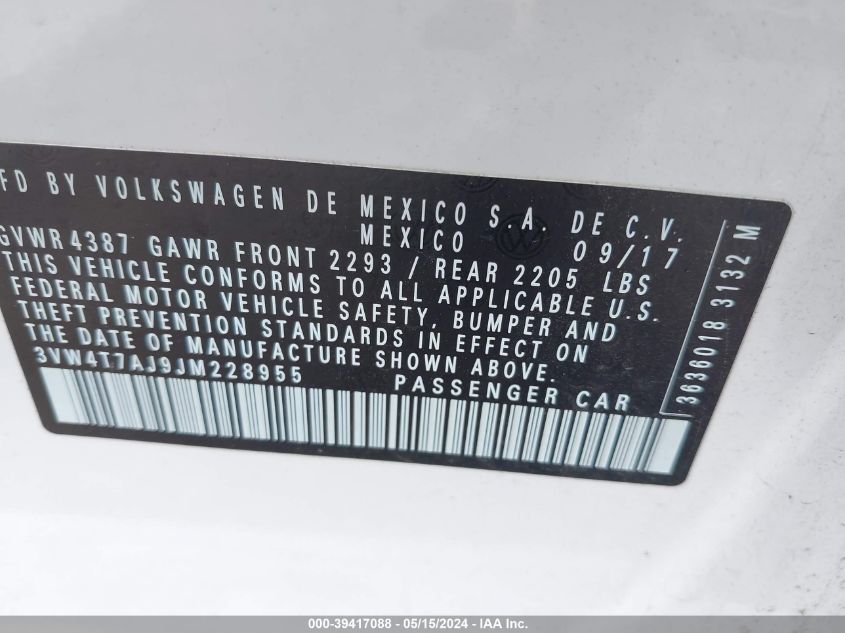 FD BY VOLKSWAGEN DE MEXICO S.A. DE C.V.
MEXICO 09/17
GVWR 4387 GAWR FRONT 2293 / REAR 2205 LBS
THIS VEHICLE CONFORMS TO ALL APPLICABLE U.S.
FEDERAL MOTOR VEHICLE SAFETY, BUMPER AND
THEFT PREVENTION STANDARDS IN EFFECT ON
THE DATE OF MANUFACTURE SHOWN ABOVE.
3VW4T7AJ9JM228955 PASSENGER CAR
3636018 3132 M
000-39417088 - 05/15/2024 - IAA Inc.